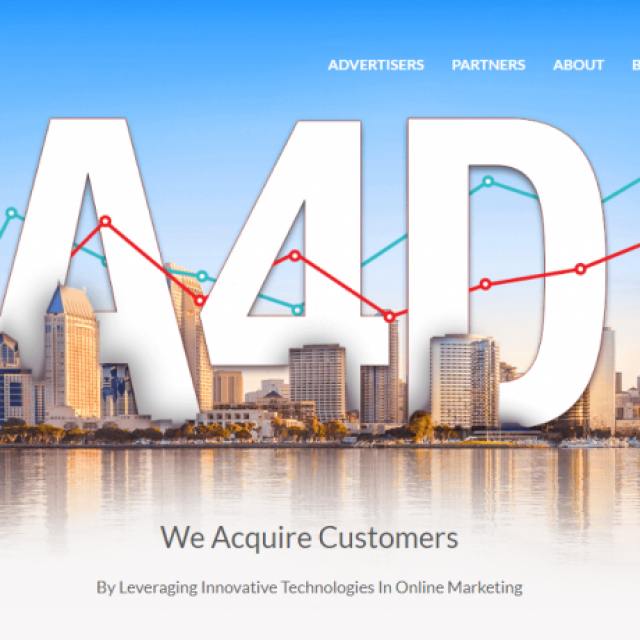 ADVERTISERS PARTNERS ABOUT
A4D
We Acquire Customers
By Leveraging Innovative Technologies In Online Marketing